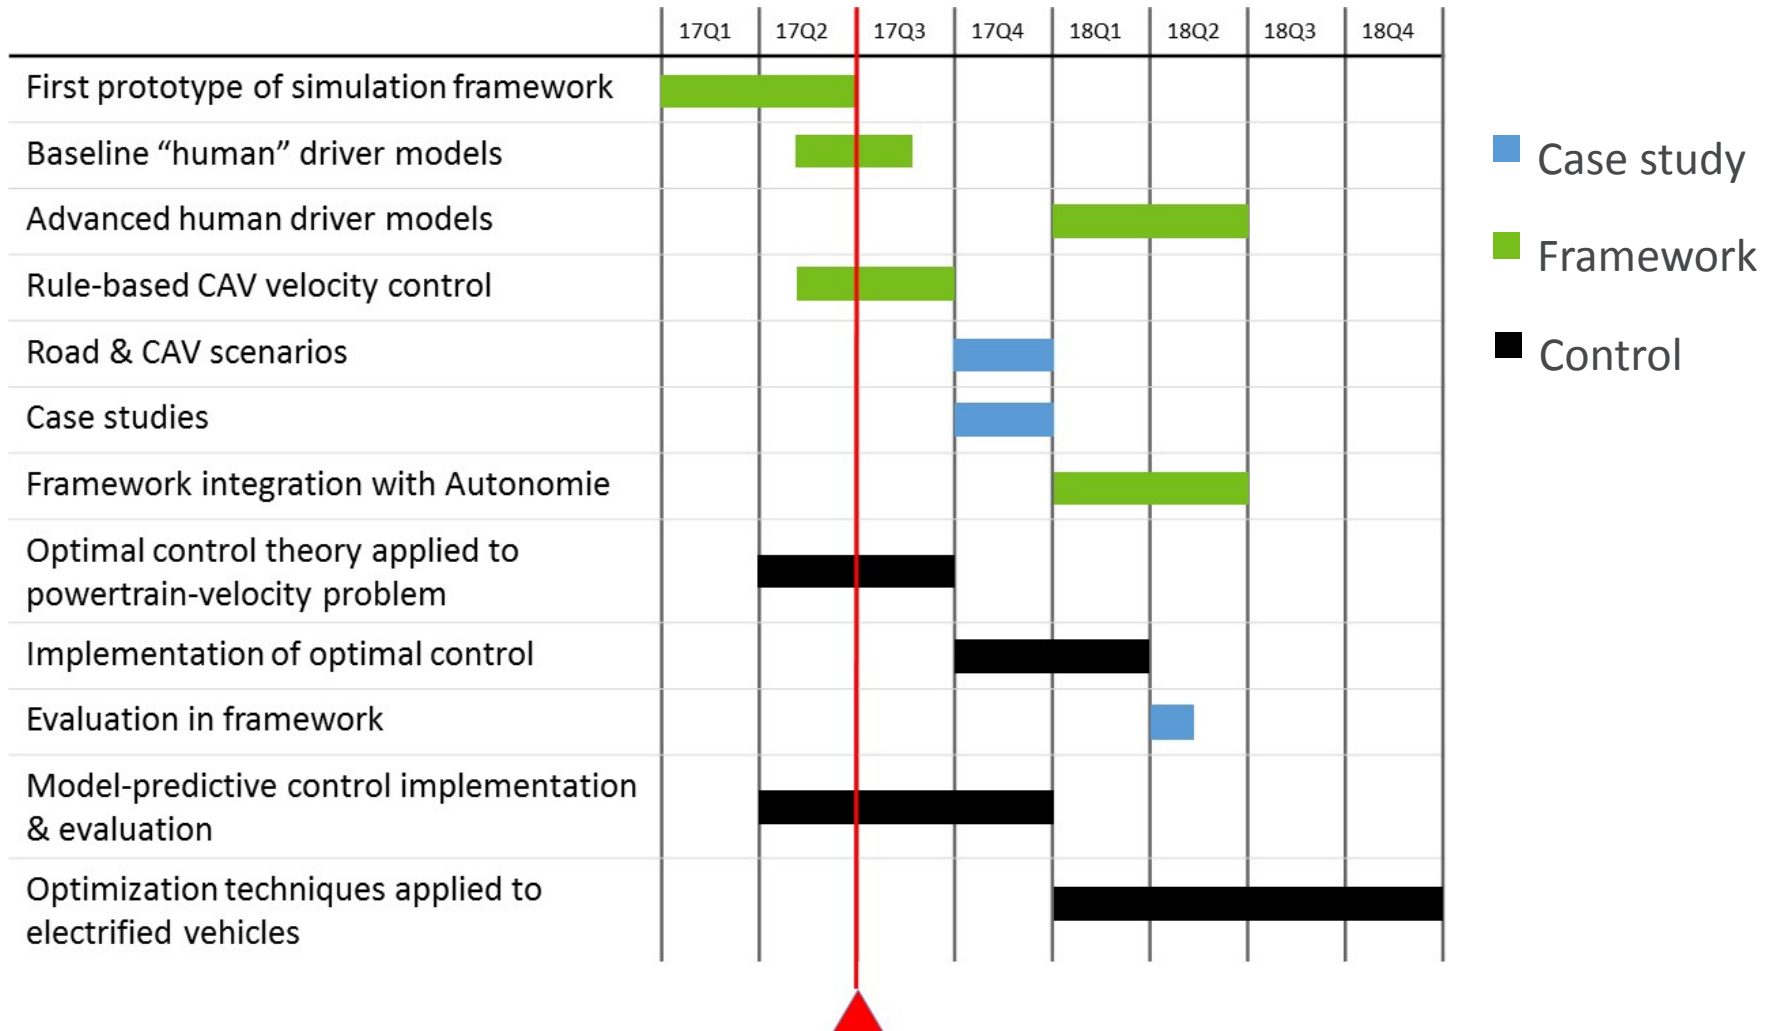 17Q1 17Q2 17Q3 17Q4 18Q1 18Q2 18Q3 18Q4
First prototype of simulation framework
Baseline “human” driver models
Advanced human driver models
Rule-based CAV velocity control
Road & CAV scenarios
Case studies
Framework integration with Autonomie
Optimal control theory applied to
powertrain-velocity problem
Implementation of optimal control
Evaluation in framework
Model-predictive control implementation
& evaluation
Optimization techniques applied to
electrified vehicles
Case study
Framework
Control